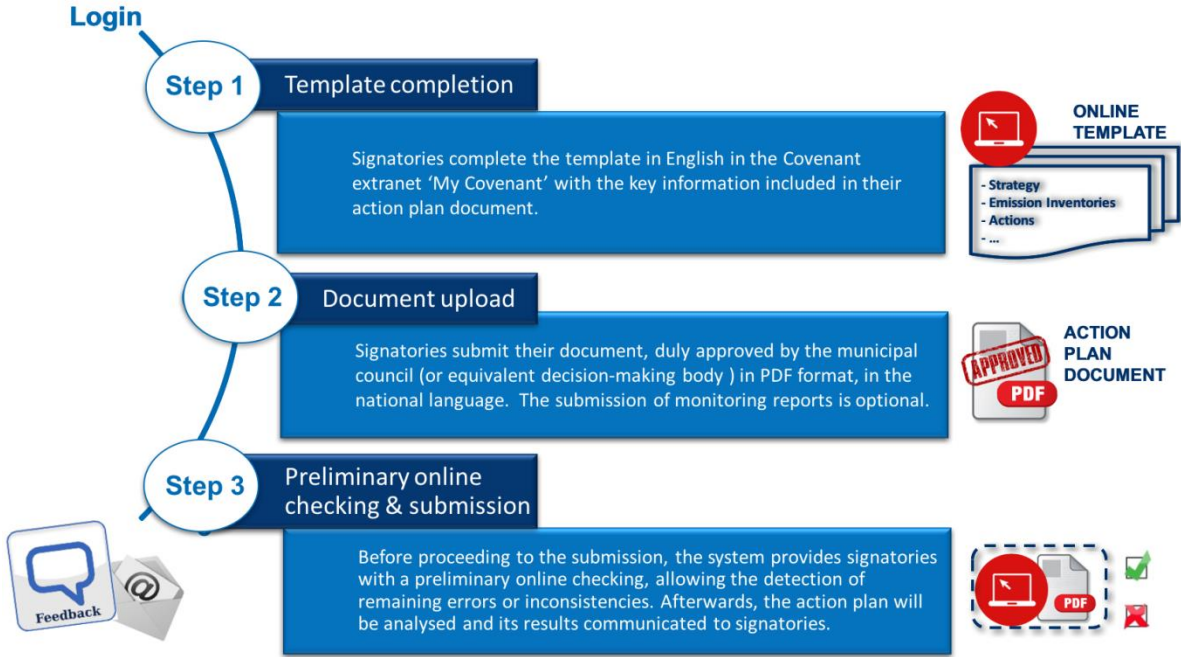 Login
Step 1
Template completion
Signatories complete the template in English in the Covenant
extranet ‘My Covenant’ with the key information included in their
action plan document.
ONLINE
TEMPLATE
- Strategy
- Emission Inventories
- Actions
- ...
Step 2
Document upload
Signatories submit their document, duly approved by the municipal
council (or equivalent decision-making body ) in PDF format, in the
national language.  The submission of monitoring reports is optional.
APPROVED
PDF
ACTION
PLAN
DOCUMENT
Step 3
Preliminary online
checking & submission
Before proceeding to the submission, the system provides signatories
with a preliminary online checking, allowing the detection of
remaining errors or inconsistencies. Afterwards, the action plan will
be analysed and its results communicated to signatories.
Feedback
@
PDF